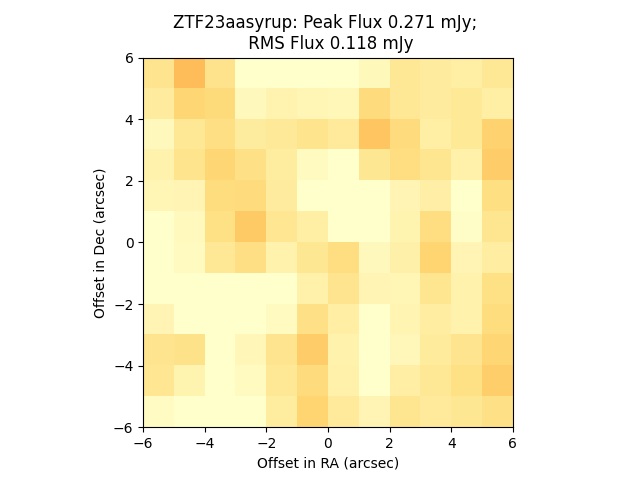 ZTF23aasyrup: Peak Flux 0.271 mJy;
RMS Flux 0.118 mJy
6
4
2
0
−2
−4
−6
Offset in Dec (arcsec)
−6 −4 −2 0 2 4 6
Offset in RA (arcsec)